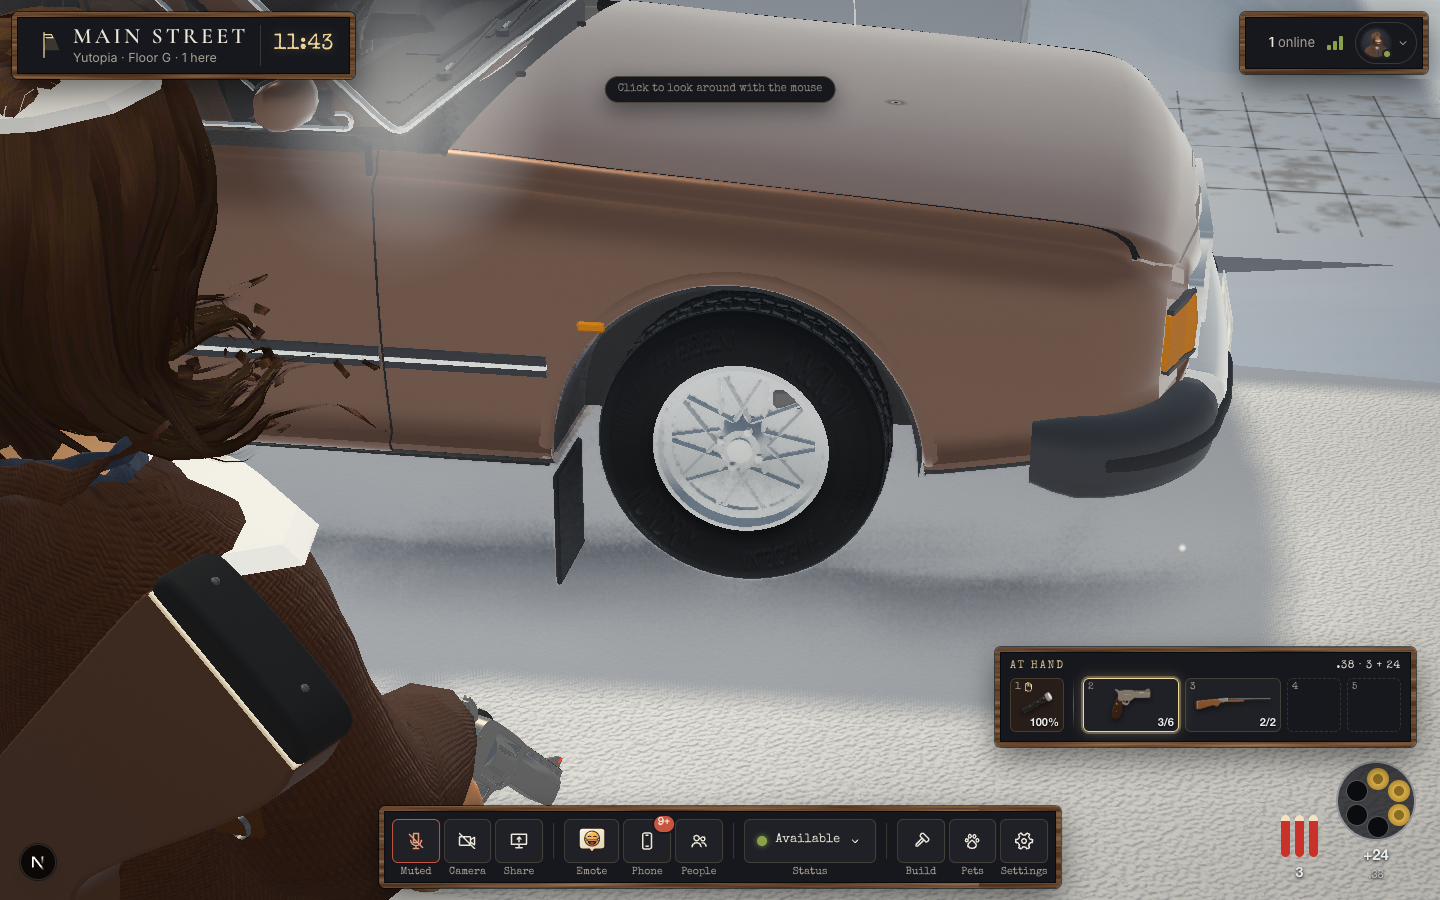 MAIN STREET
Yutopia · Floor G · 1 here
11:43
Click to look around with the mouse
1 online
AT HAND
.38 · 3 + 24
1
100%
2
3/6
3
2/2
4
5
9+
Available
Muted
Camera
Share
Emote
Phone
People
Status
Build
Pets
Settings
N
3
+24
.38